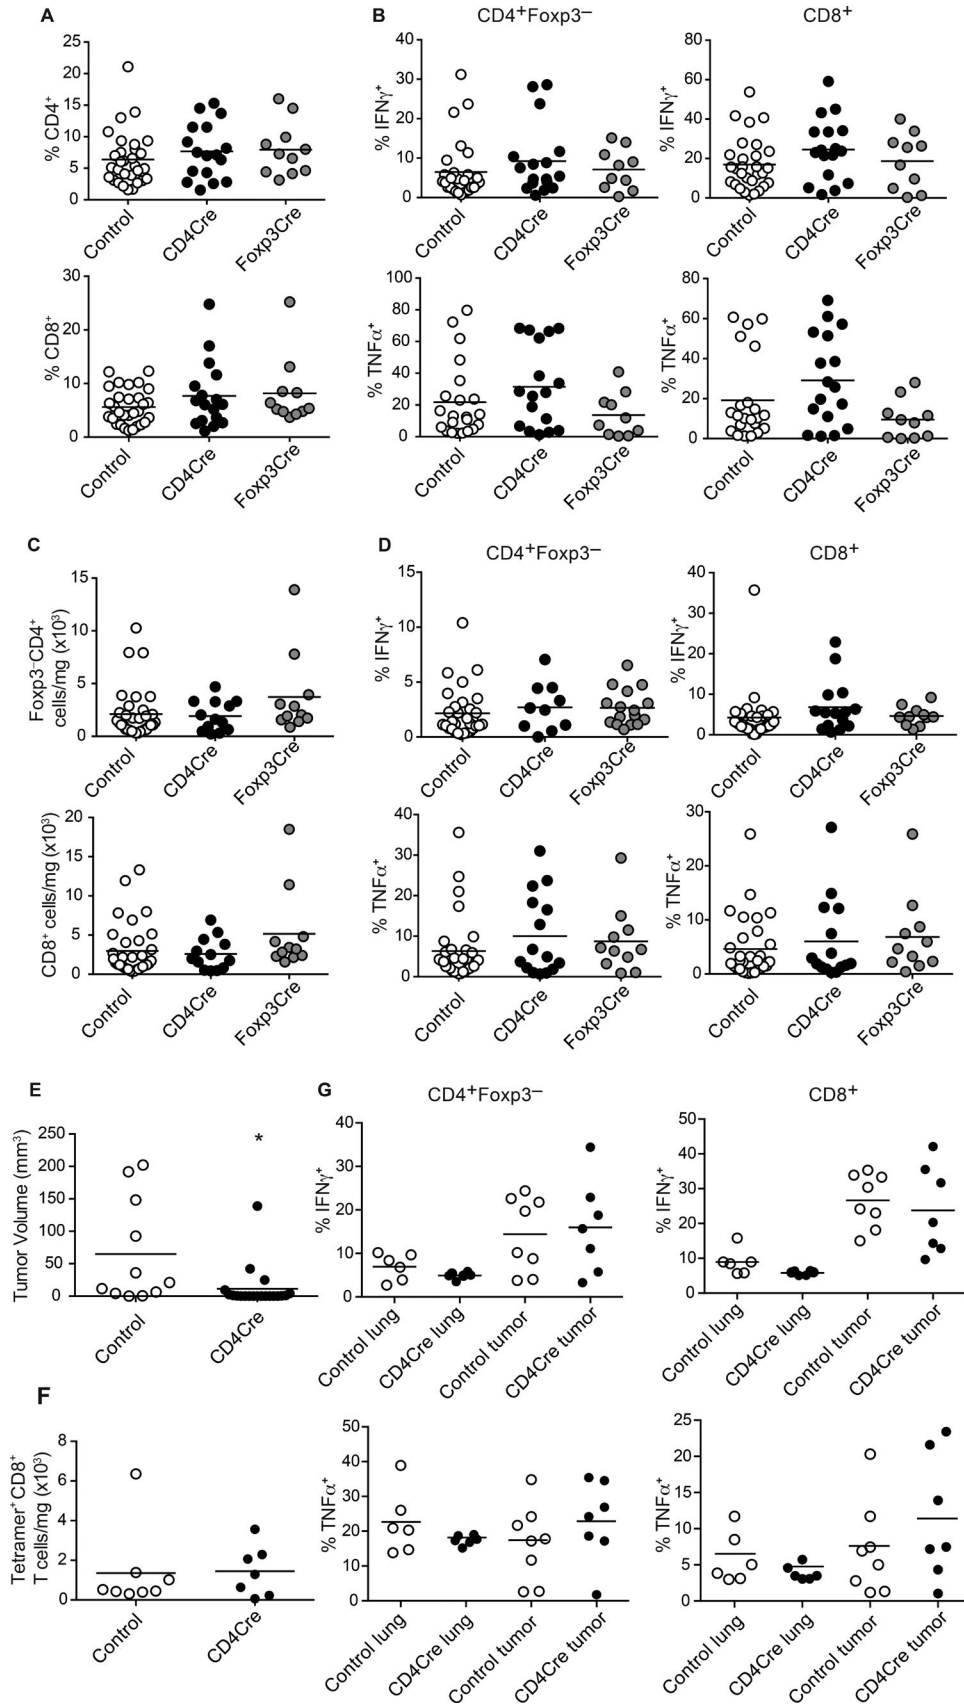 A
% CD4⁺
25
20
15
10
5
0
Control
CD4Cre
Foxp3Cre
% CD8⁺
30
20
10
0
Control
CD4Cre
Foxp3Cre
B
CD4⁺Foxp3⁻
% IFNγ⁺
40
30
20
10
0
Control
CD4Cre
Foxp3Cre
CD8⁺
% IFNγ⁺
80
60
40
20
0
Control
CD4Cre
Foxp3Cre
% TNFα⁺
100
80
60
40
20
0
Control
CD4Cre
Foxp3Cre
% TNFα⁺
80
60
40
20
0
Control
CD4Cre
Foxp3Cre
C
Foxp3⁻CD4⁺
cells/mg (x10³)
15
10
5
0
Control
CD4Cre
Foxp3Cre
CD8⁺ cells/mg (x10³)
20
15
10
5
0
Control
CD4Cre
Foxp3Cre
D
CD4⁺Foxp3⁻
% IFNγ⁺
15
10
5
0
Control
CD4Cre
Foxp3Cre
CD8⁺
% IFNγ⁺
40
30
20
10
0
Control
CD4Cre
Foxp3Cre
% TNFα⁺
40
30
20
10
0
Control
CD4Cre
Foxp3Cre
% TNFα⁺
30
20
10
0
Control
CD4Cre
Foxp3Cre
E
Tumor Volume (mm³)
250
200
150
100
50
0
*
Control
CD4Cre
F
Tetramer⁺CD8⁺
T cells/mg (x10³)
8
6
4
2
0
Control
CD4Cre
G
CD4⁺Foxp3⁻
% IFNγ⁺
40
30
20
10
0
Control lung
CD4Cre lung
Control tumor
CD4Cre tumor
CD8⁺
% IFNγ⁺
50
40
30
20
10
0
Control lung
CD4Cre lung
Control tumor
CD4Cre tumor
% TNFα⁺
50
40
30
20
10
0
Control lung
CD4Cre lung
Control tumor
CD4Cre tumor
% TNFα⁺
25
20
15
10
5
0
Control lung
CD4Cre lung
Control tumor
CD4Cre tumor